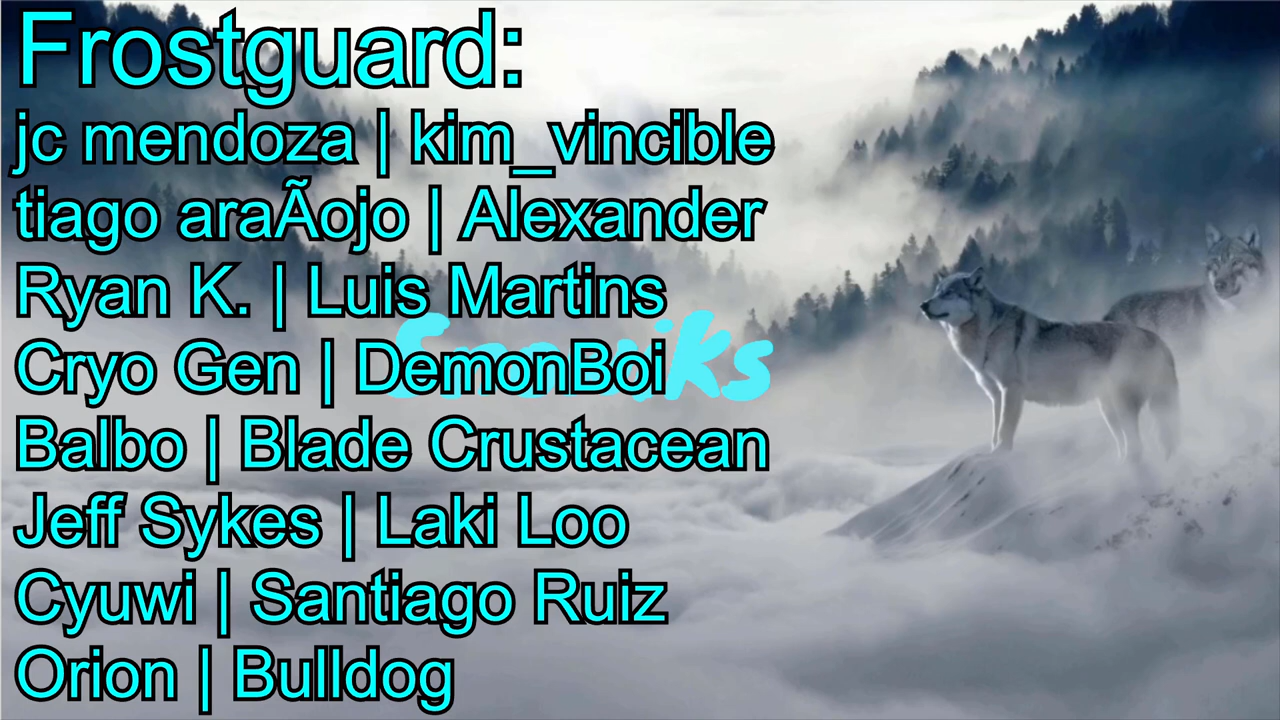 Frostguard:
jc mendoza | kim_vincible
tiago araÃojo | Alexander
Ryan K. | Luis Martins
Cryo Gen | DemonBoi
Balbo | Blade Crustacean
Jeff Sykes | Laki Loo
Cyuwi | Santiago Ruiz
Orion | Bulldog